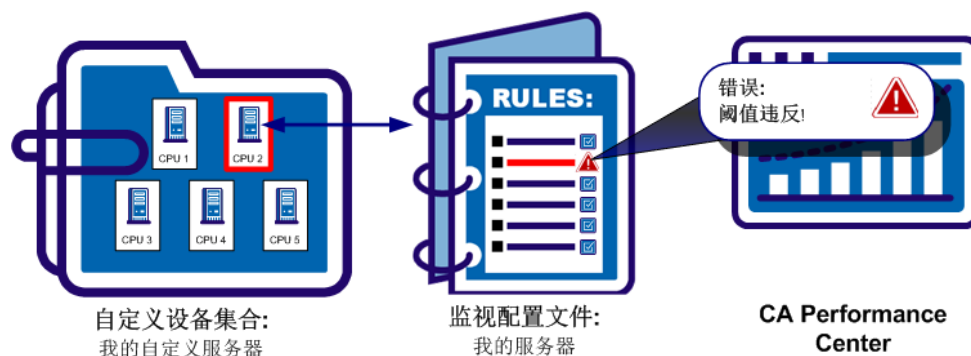 CPU 1
CPU 2
CPU 3
CPU 4
CPU 5
自定义设备集合:
我的自定义服务器
RULES:
监视配置文件:
我的服务器
错误:
阈值违反!
CA Performance
Center